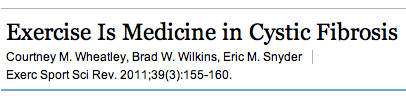 Exercise Is Medicine in Cystic Fibrosis
Courtney M. Wheatley, Brad W. Wilkins, Eric M. Snyder
Exerc Sport Sci Rev. 2011;39(3):155-160.